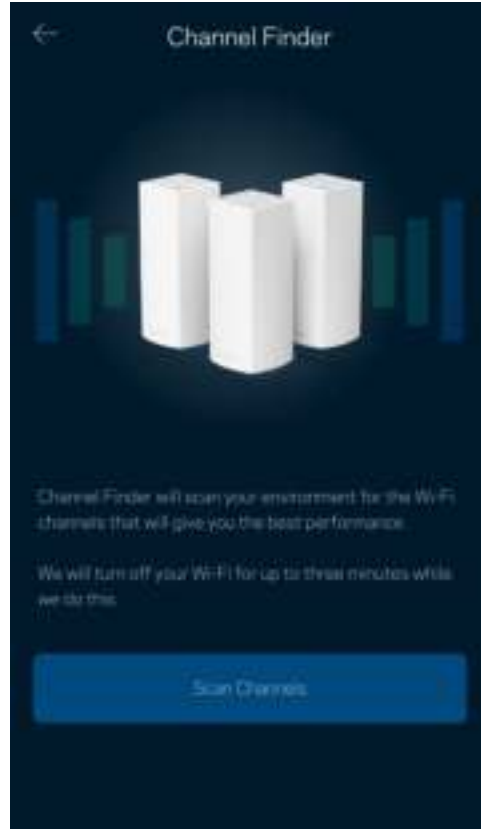 Channel Finder
Channel Finder will scan your environment for the Wi-Fi
channels that will give you the best performance.
We will turn off your Wi-Fi for up to three minutes while
we do this.
Scan Channels